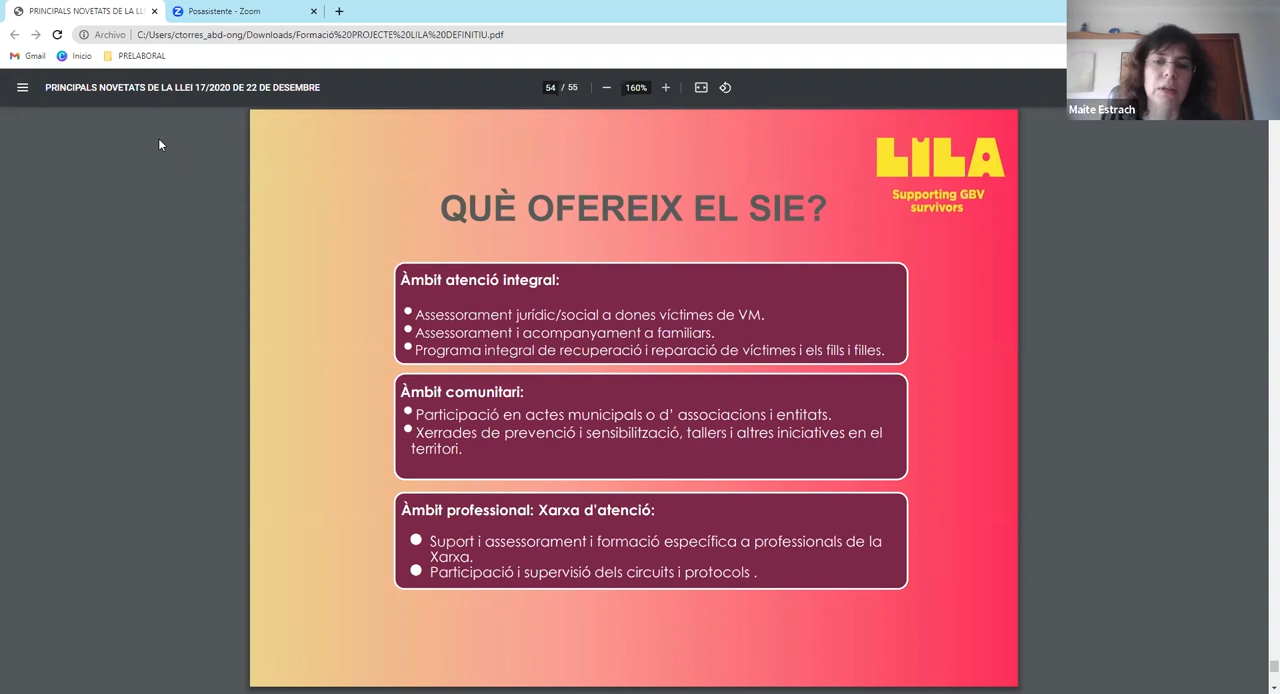 PRINCIPALS NOVETATS DE LA LL
Posasistente - Zoom
Archivo
C:/Users/ctorres_abd-ong/Downloads/Formació%20PROJECTE%20LILA%20DEFINITIU.pdf
Gmail
Inicio
PRELABORAL
PRINCIPALS NOVETATS DE LA LLEI 17/2020 DE 22 DE DESEMBRE
54 / 55
160%
Maite Estrach
LILA
Supporting GBV
survivors
QUÈ OFEREIX EL SIE?
Àmbit atenció integral:
Assessorament jurídic/social a dones víctimes de VM.
Assessorament i acompanyament a familiars.
Programa integral de recuperació i reparació de víctimes i els fills i filles.
Àmbit comunitari:
Participació en actes municipals o d' associacions i entitats.
Xerrades de prevenció i sensibilització, tallers i altres iniciatives en el
territori.
Àmbit professional: Xarxa d'atenció:
Suport i assessorament i formació específica a professionals de la
Xarxa.
Participació i supervisió dels circuits i protocols .